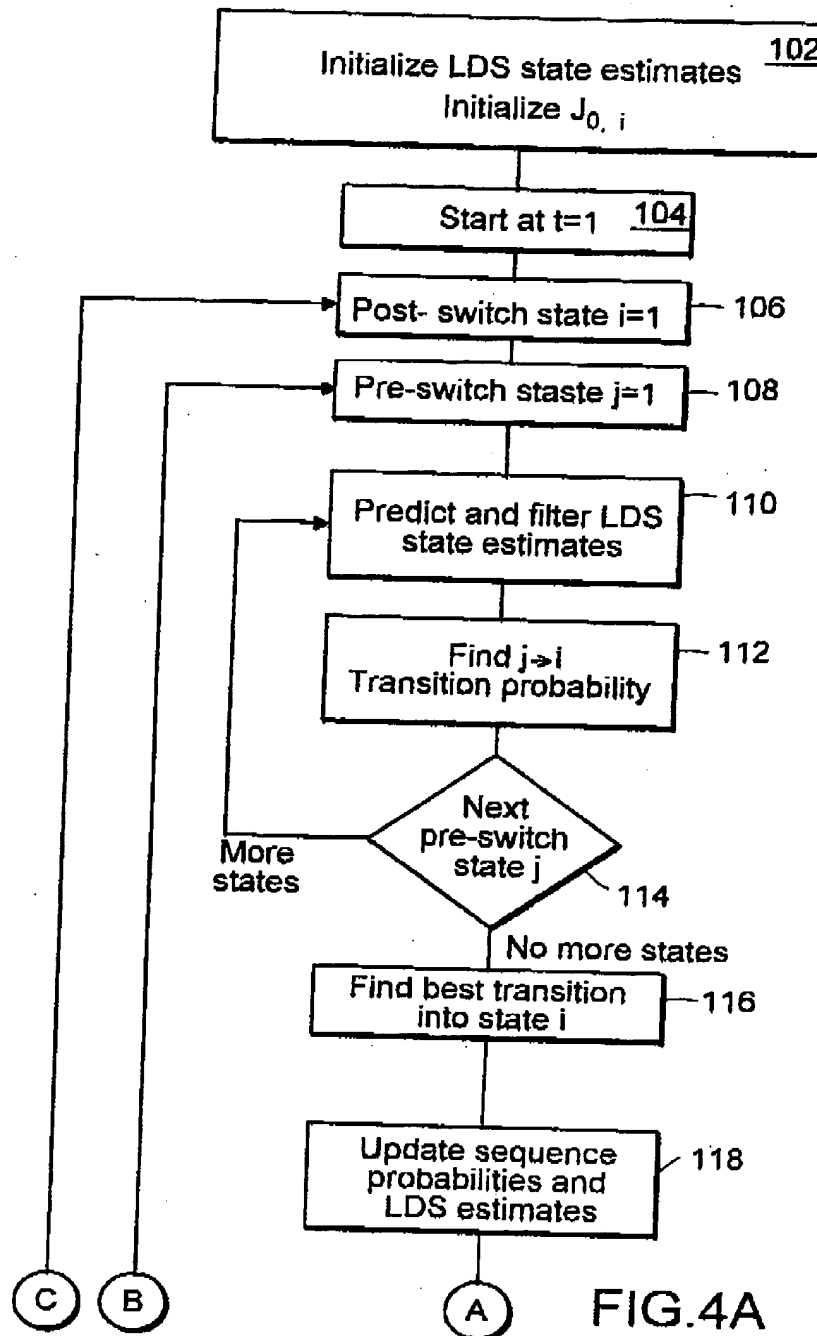 Initialize LDS state estimates 102
Initialize J0, i
Start at t=1 104
Post- switch state i=1 106
Pre-switch staste j=1 108
Predict and filter LDS 110
state estimates
Find j→i 112
Transition probability
Next
pre-switch
state j
114
More
states
No more states
Find best transition 116
into state i
Update sequence 118
probabilities and
LDS estimates
C B A FIG.4A